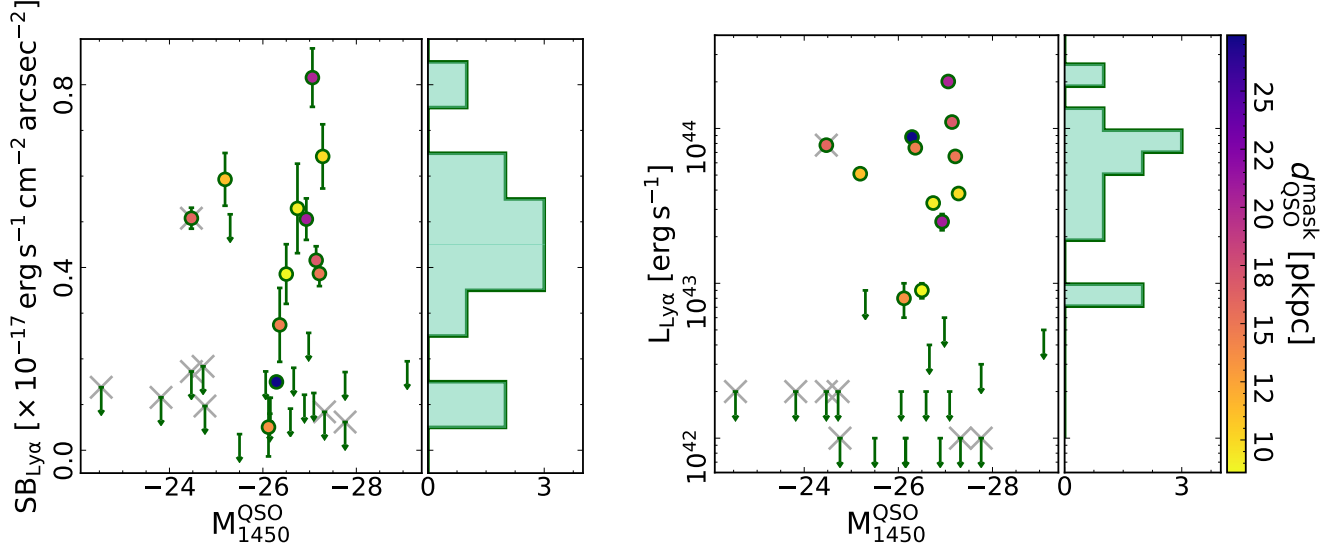 SB_Lyα [× 10^−17 erg s^−1 cm^−2 arcsec^−2]
0.8
0.4
0.0
−24 −26 −28
M_1450^QSO
0 3
L_Lyα [erg s^−1]
10^44
10^43
10^42
−24 −26 −28
M_1450^QSO
0 3
25
22
20
18
15
12
10
d_QSO^mask [pkpc]